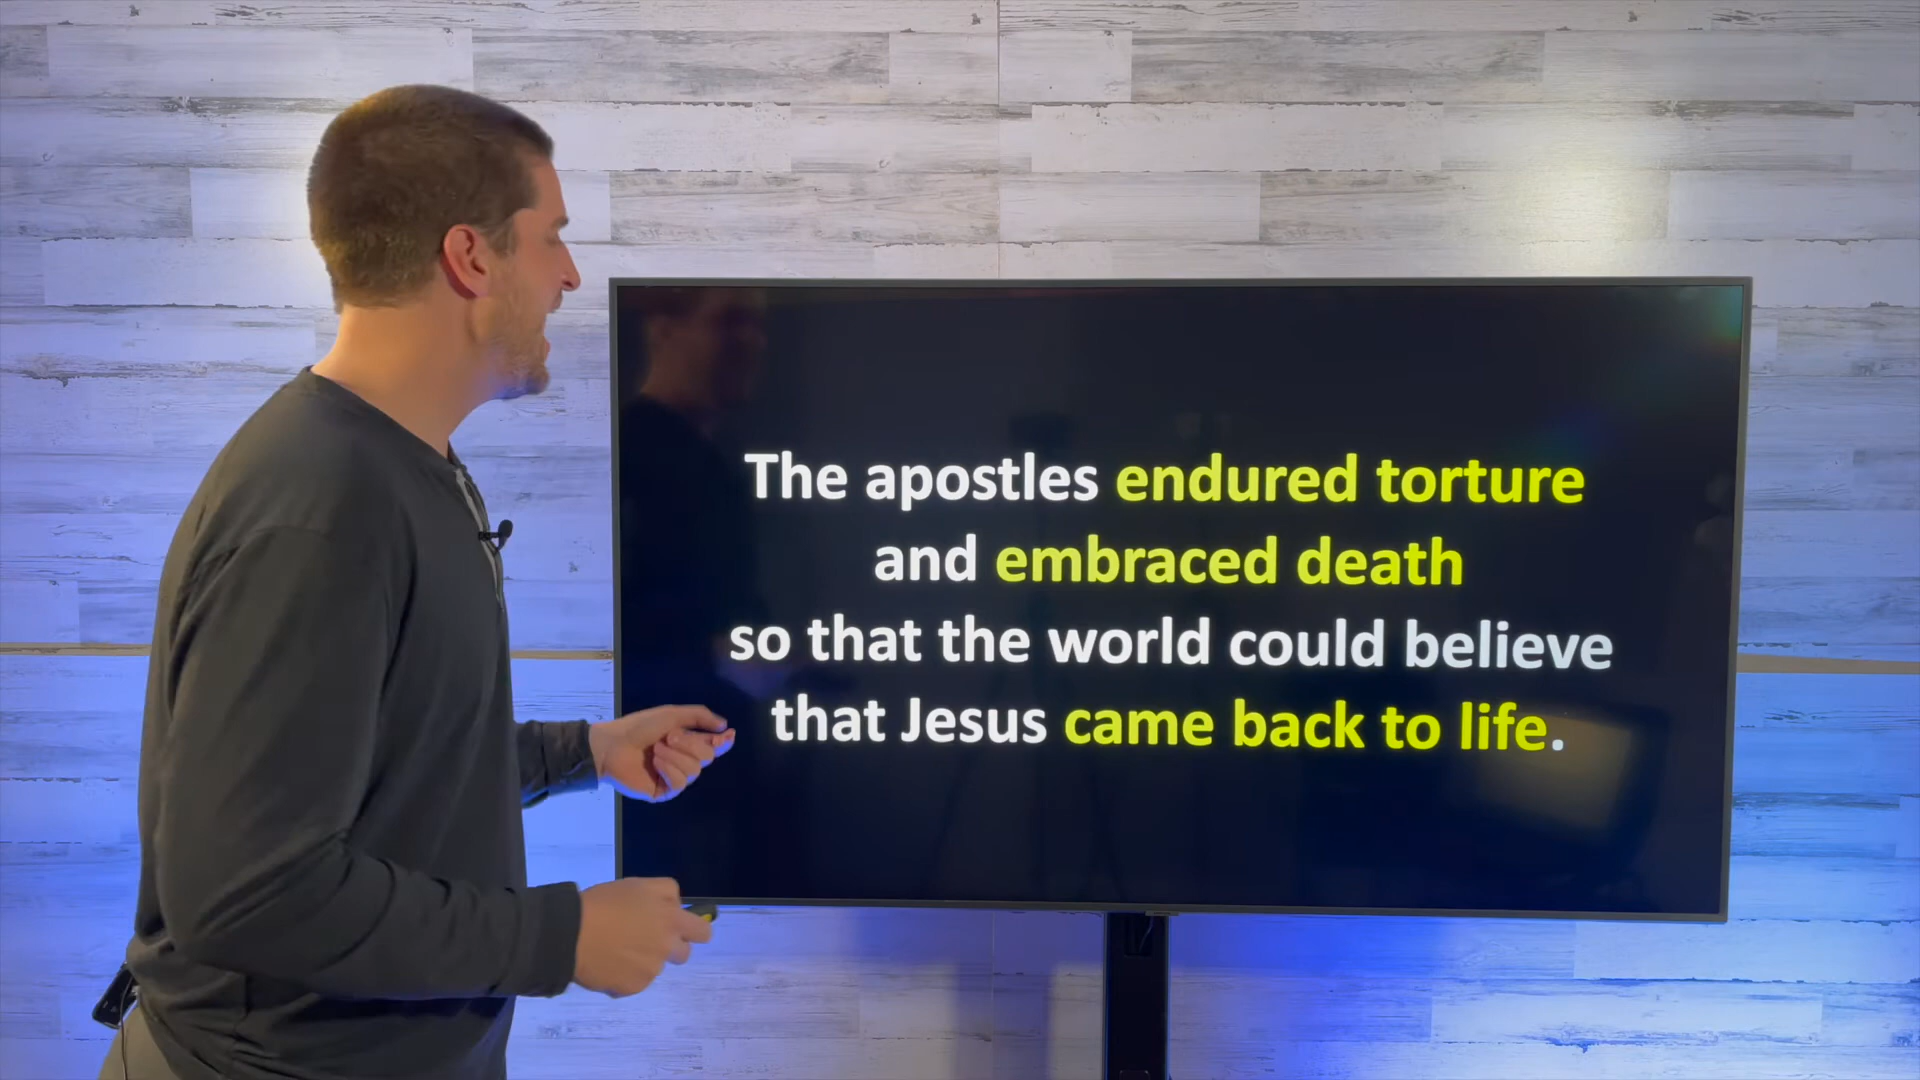 The apostles endured torture
and embraced death
so that the world could believe
that Jesus came back to life.